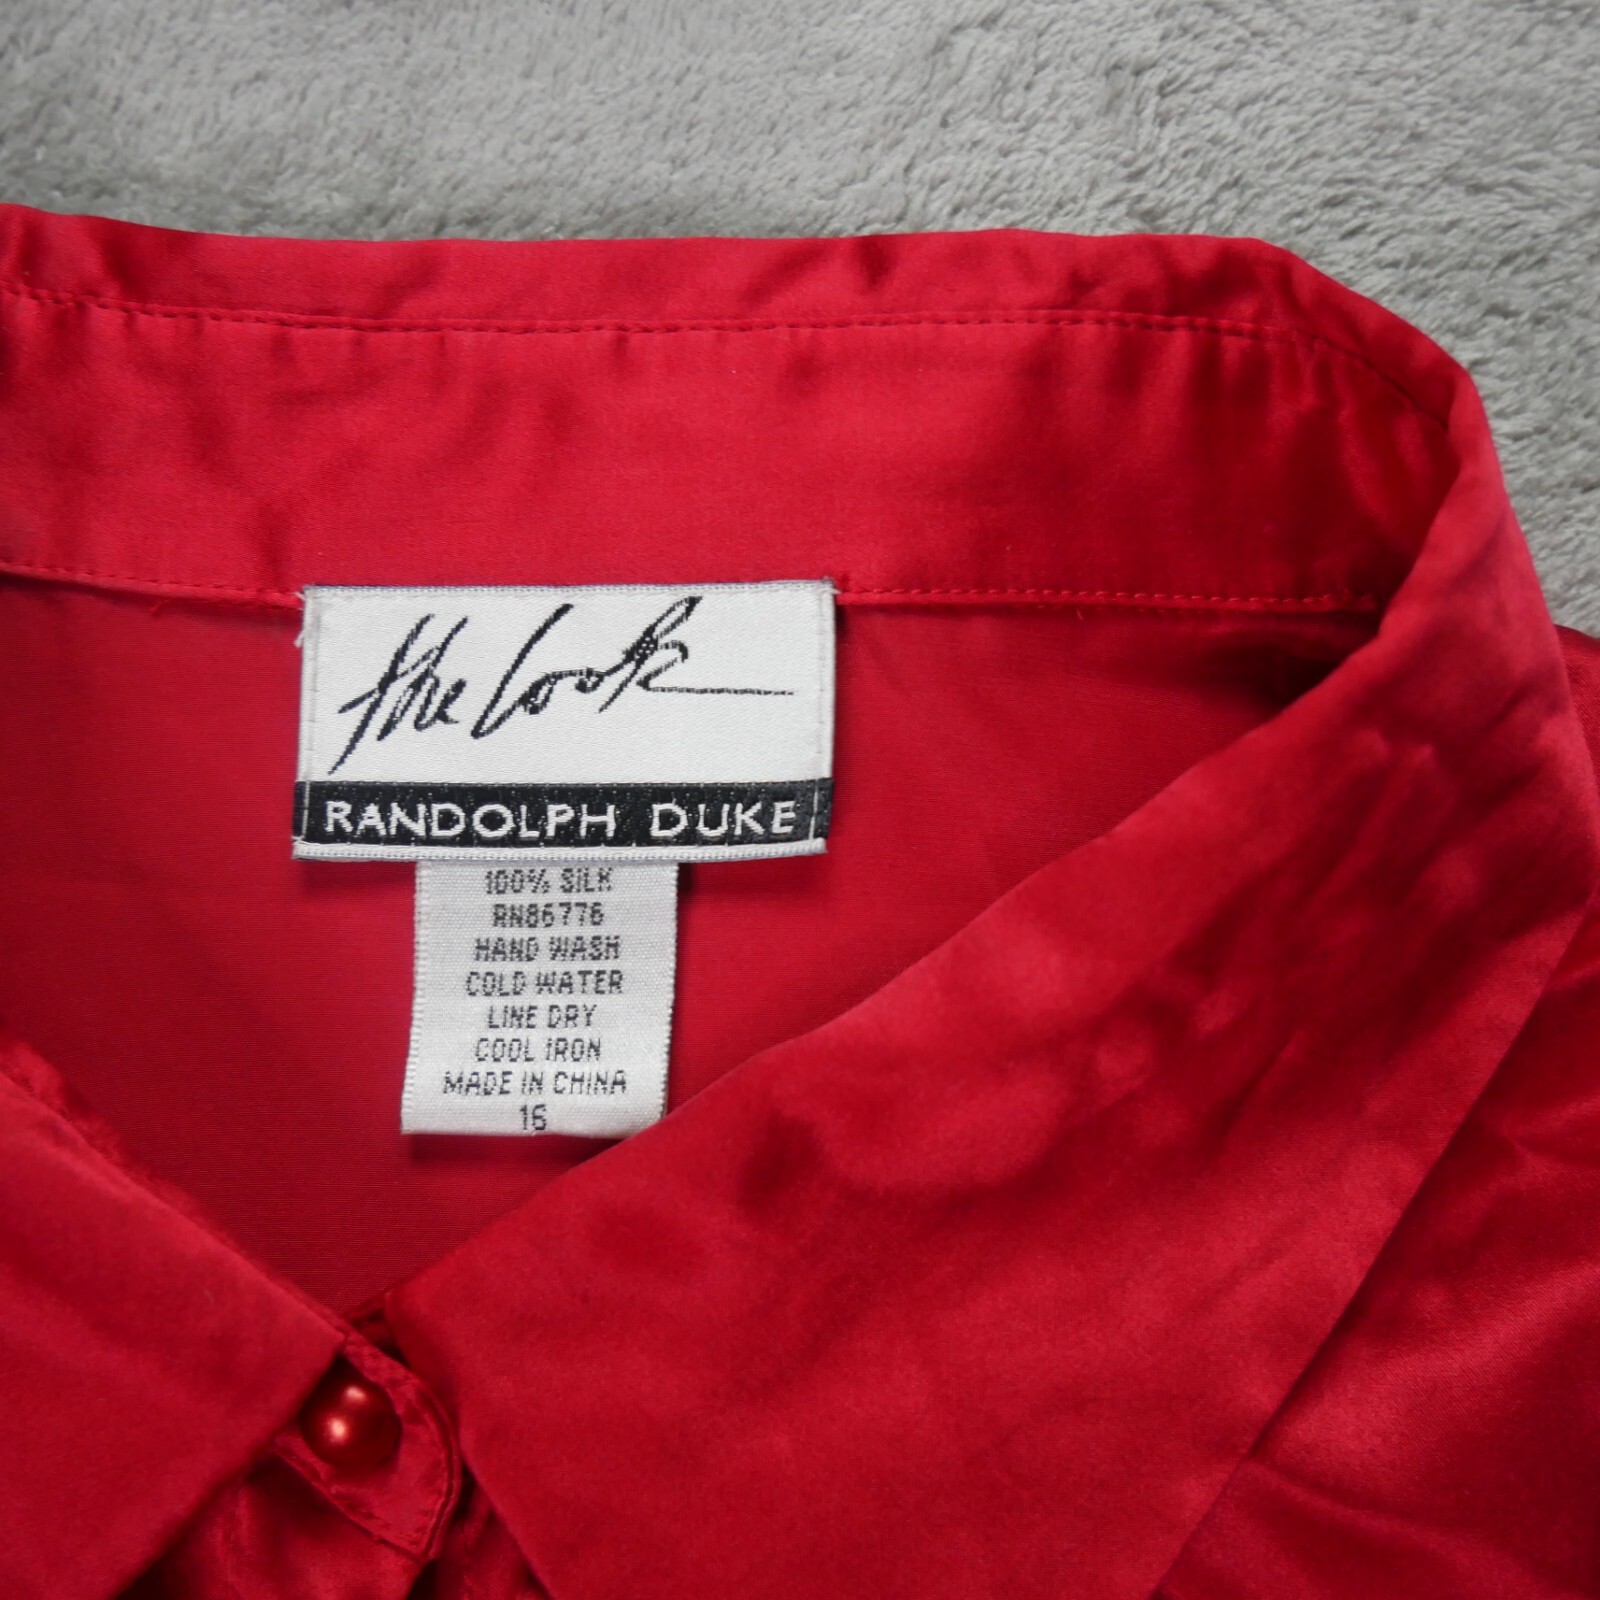 the Look
RANDOLPH DUKE
100% SILK
RN86776
HAND WASH
COLD WATER
LINE DRY
COOL IRON
MADE IN CHINA
16